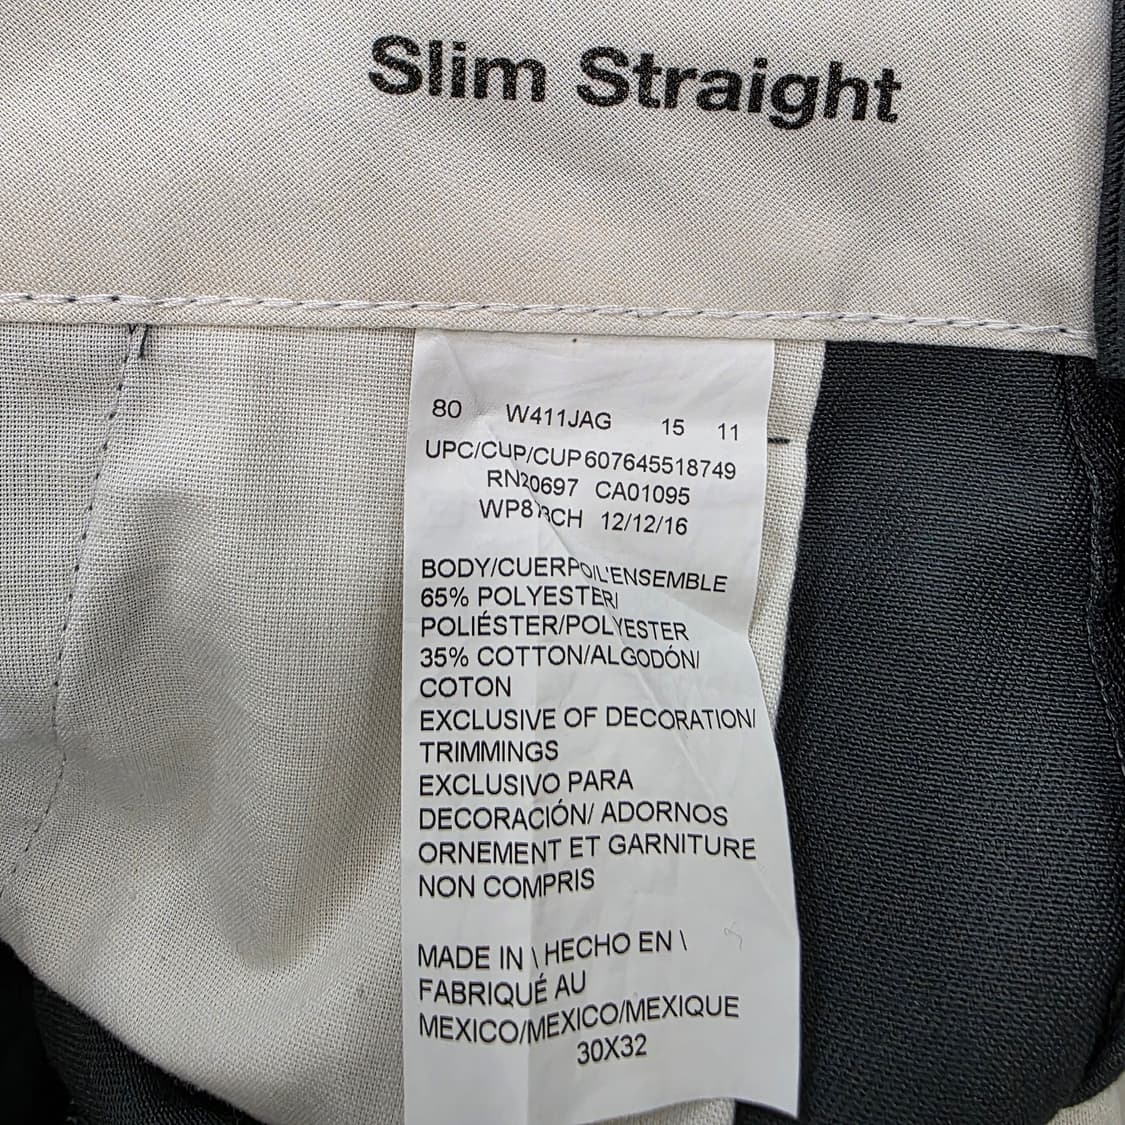 Slim Straight
80 W411JAG 15 11
UPC/CUP/CUP 607645518749
RN20697 CA01095
12/12/16
BODY/CUERPO/L'ENSEMBLE
65% POLYESTER/
POLIÉSTER/POLYESTER
35% COTTON/ALGODÓN/
COTON
EXCLUSIVE OF DECORATION/
TRIMMINGS
EXCLUSIVO PARA
DECORACIÓN/ ADORNOS
ORNEMENT ET GARNITURE
NON COMPRIS
MADE IN \ HECHO EN \
FABRIQUÉ AU
MEXICO/MEXICO/MEXIQUE
30X32